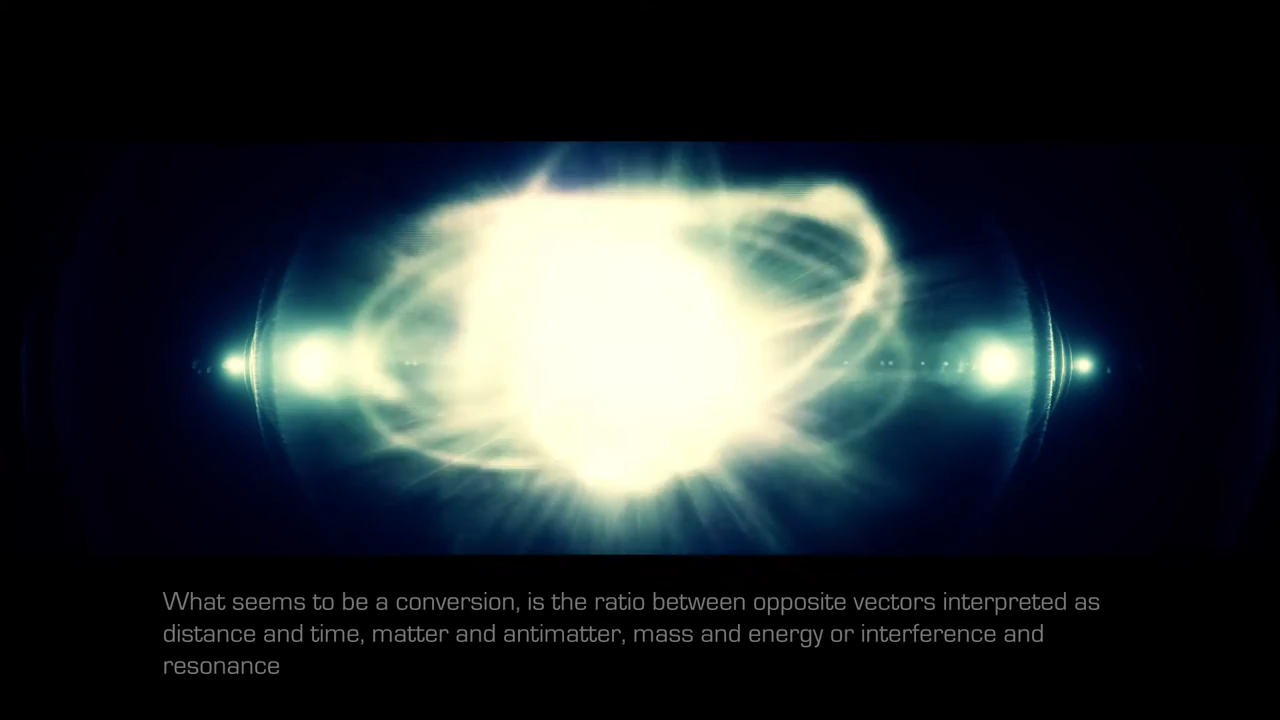 What seems to be a conversion, is the ratio between opposite vectors interpreted as
distance and time, matter and antimatter, mass and energy or interference and
resonance